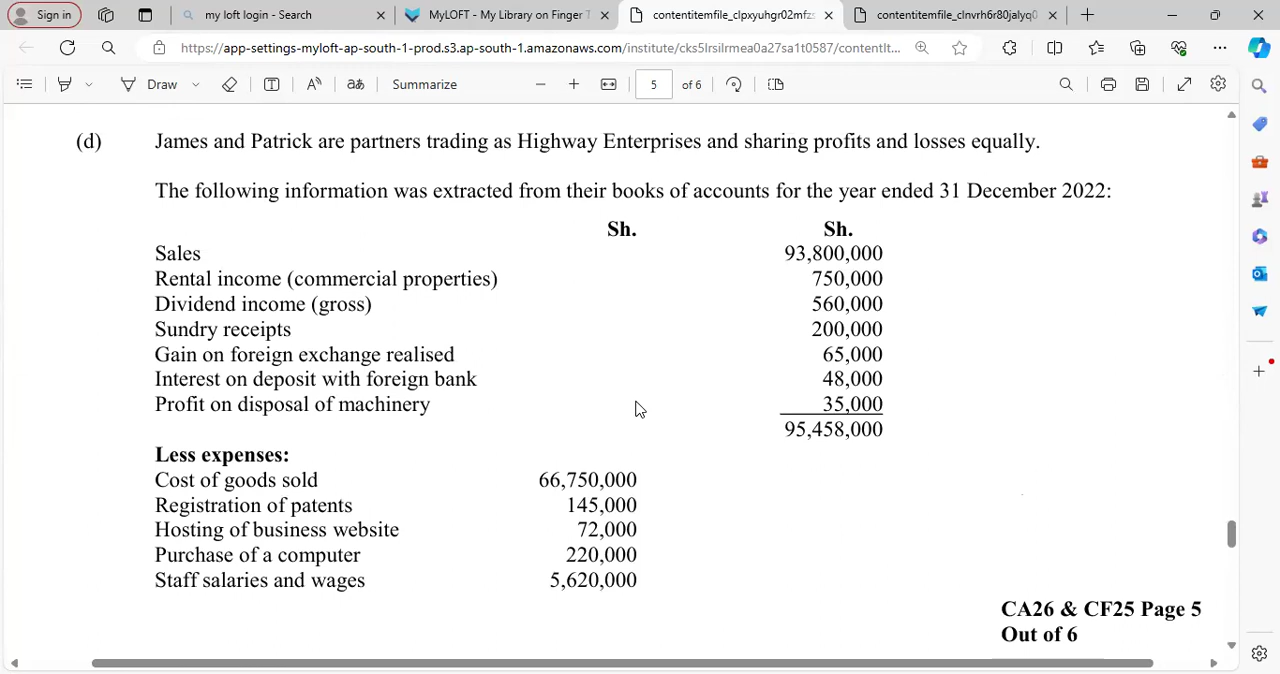 Sign in
my loft login - Search
MyLOFT - My Library on Finger T
contentitemfile_clpxyuhgr02mfzs
contentitemfile_clnvrh6r80jalyq0
https://app-settings-myloft-ap-south-1-prod.s3.ap-south-1.amazonaws.com/institute/cks5lrsilrmea0a27sa1t0587/contentIt...
Draw
Summarize
5 of 6
(d) James and Patrick are partners trading as Highway Enterprises and sharing profits and losses equally.
The following information was extracted from their books of accounts for the year ended 31 December 2022:
Sh. Sh.
Sales 93,800,000
Rental income (commercial properties) 750,000
Dividend income (gross) 560,000
Sundry receipts 200,000
Gain on foreign exchange realised 65,000
Interest on deposit with foreign bank 48,000
Profit on disposal of machinery 35,000
95,458,000
Less expenses:
Cost of goods sold 66,750,000
Registration of patents 145,000
Hosting of business website 72,000
Purchase of a computer 220,000
Staff salaries and wages 5,620,000
CA26 & CF25 Page 5
Out of 6